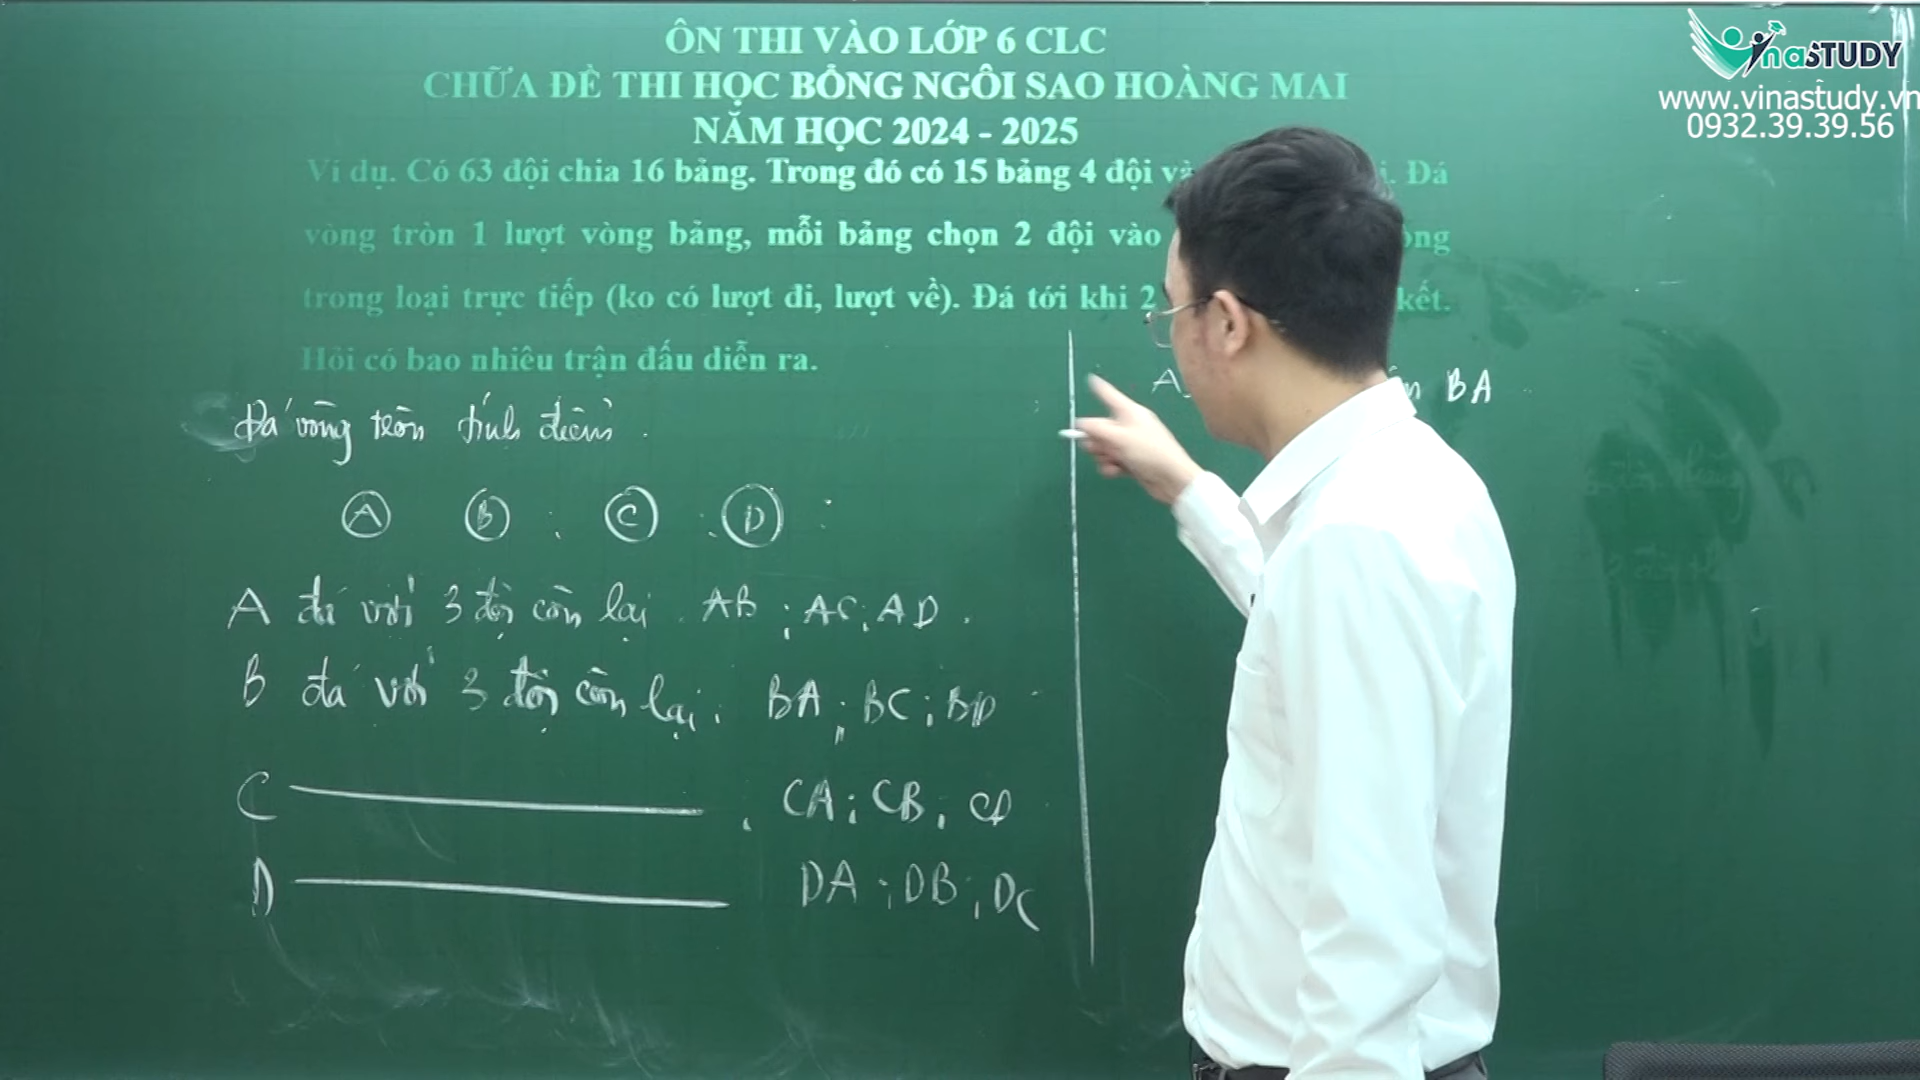 ÔN THI VÀO LỚP 6 CLC
CHỮA ĐỀ THI HỌC BỔNG NGÔI SAO HOÀNG MAI
NĂM HỌC 2024 - 2025
VinaSTUDY
www.vinastudy.vn
0932.39.39.56
Ví dụ. Có 63 đội chia 16 bảng. Trong đó có 15 bảng 4 đội và Đá
vòng tròn 1 lượt vòng bảng, mỗi bảng chọn 2 đội vào
trong loại trực tiếp (ko có lượt đi, lượt về). Đá tới khi 2 kết.
Hỏi có bao nhiêu trận đấu diễn ra.
BA
Đá vòng tròn tính điểm.
A B C D
A đá với 3 đội còn lại. AB ; AC ; AD.
B đá với 3 đội còn lại. BA ; BC ; BD
C . CA ; CB ; CD
D DA ; DB ; DC